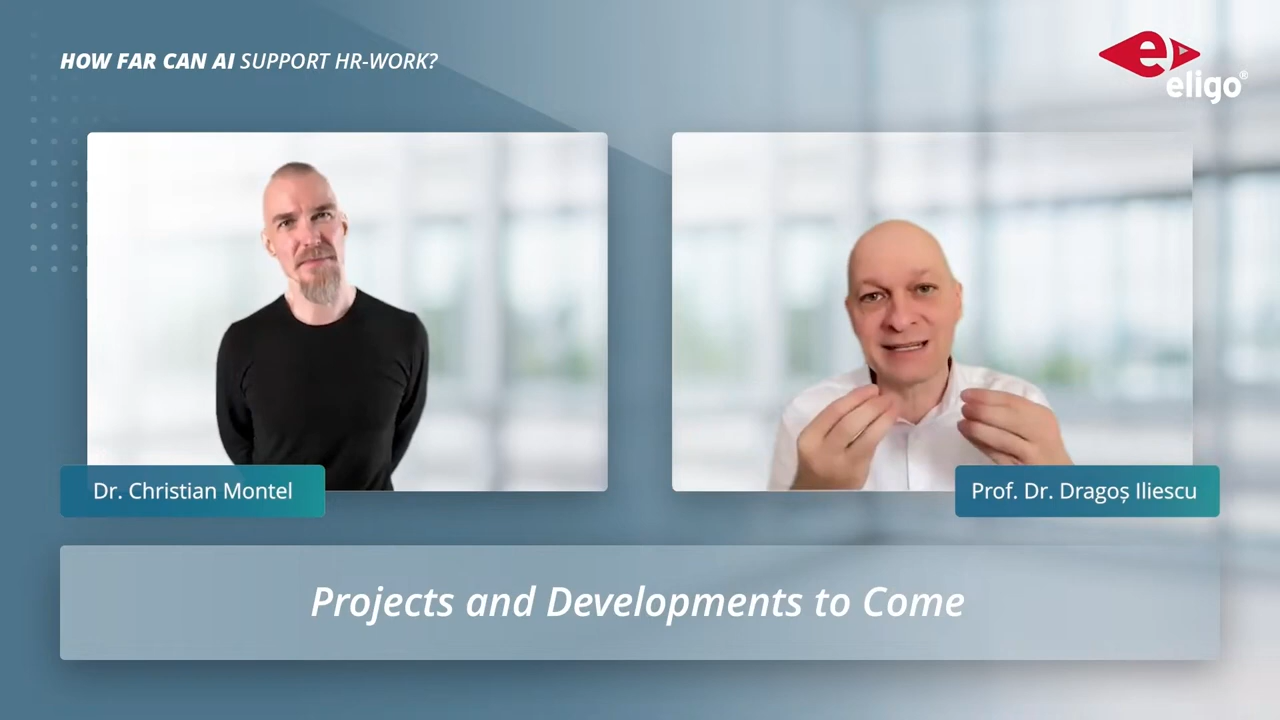 HOW FAR CAN AI SUPPORT HR-WORK?
e
eligo®
Dr. Christian Montel
Prof. Dr. Dragoș Iliescu
Projects and Developments to Come